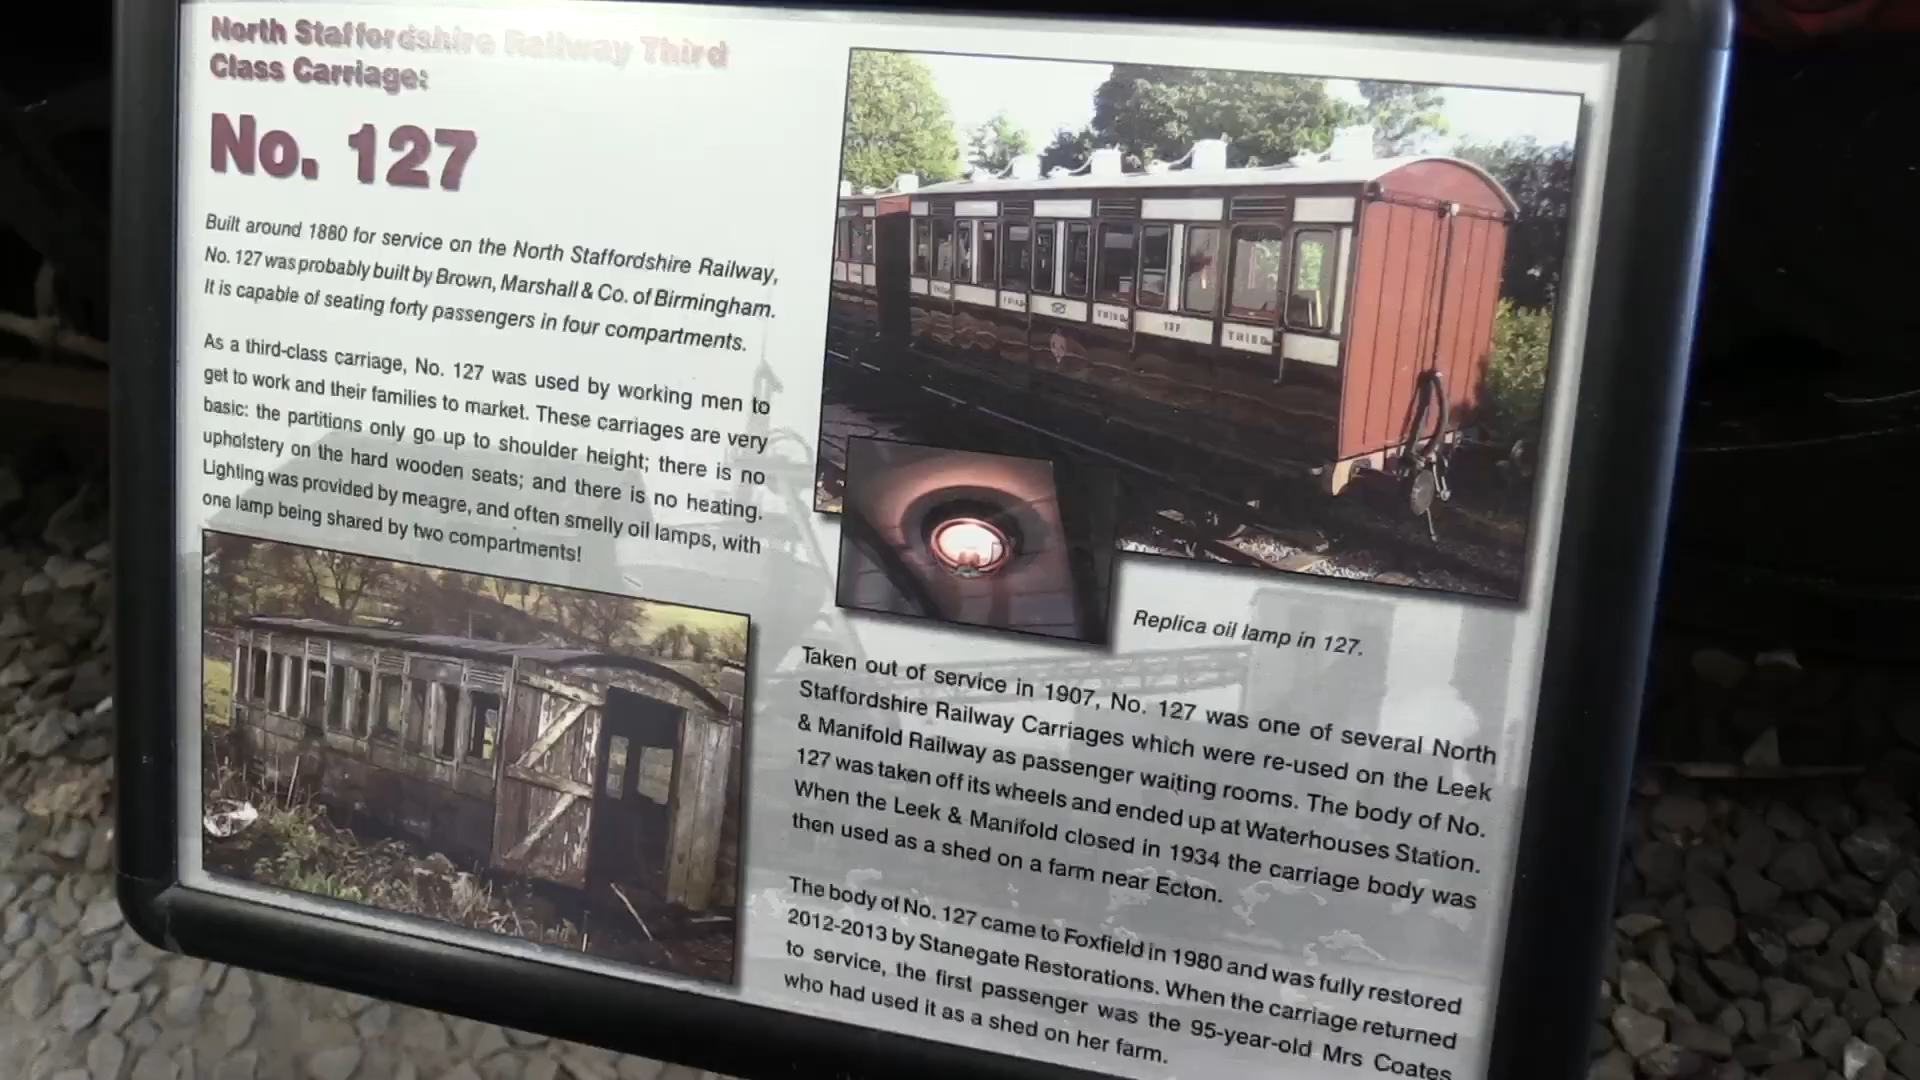 North Staffordshire Railway Third
Class Carriage:
No. 127
Built around 1880 for service on the North Staffordshire Railway,
No. 127 was probably built by Brown, Marshall & Co. of Birmingham.
It is capable of seating forty passengers in four compartments.
As a third-class carriage, No. 127 was used by working men to
get to work and their families to market. These carriages are very
basic: the partitions only go up to shoulder height; there is no
upholstery on the hard wooden seats; and there is no heating.
Lighting was provided by meagre, and often smelly oil lamps, with
one lamp being shared by two compartments!
THIRD
THIRD
127
THIRD
Replica oil lamp in 127.
Taken out of service in 1907, No. 127 was one of several North
Staffordshire Railway Carriages which were re-used on the Leek
& Manifold Railway as passenger waiting rooms. The body of No.
127 was taken off its wheels and ended up at Waterhouses Station.
When the Leek & Manifold closed in 1934 the carriage body was
then used as a shed on a farm near Ecton.
The body of No. 127 came to Foxfield in 1980 and was fully restored
2012-2013 by Stanegate Restorations. When the carriage returned
to service, the first passenger was the 95-year-old Mrs Coates
who had used it as a shed on her farm.